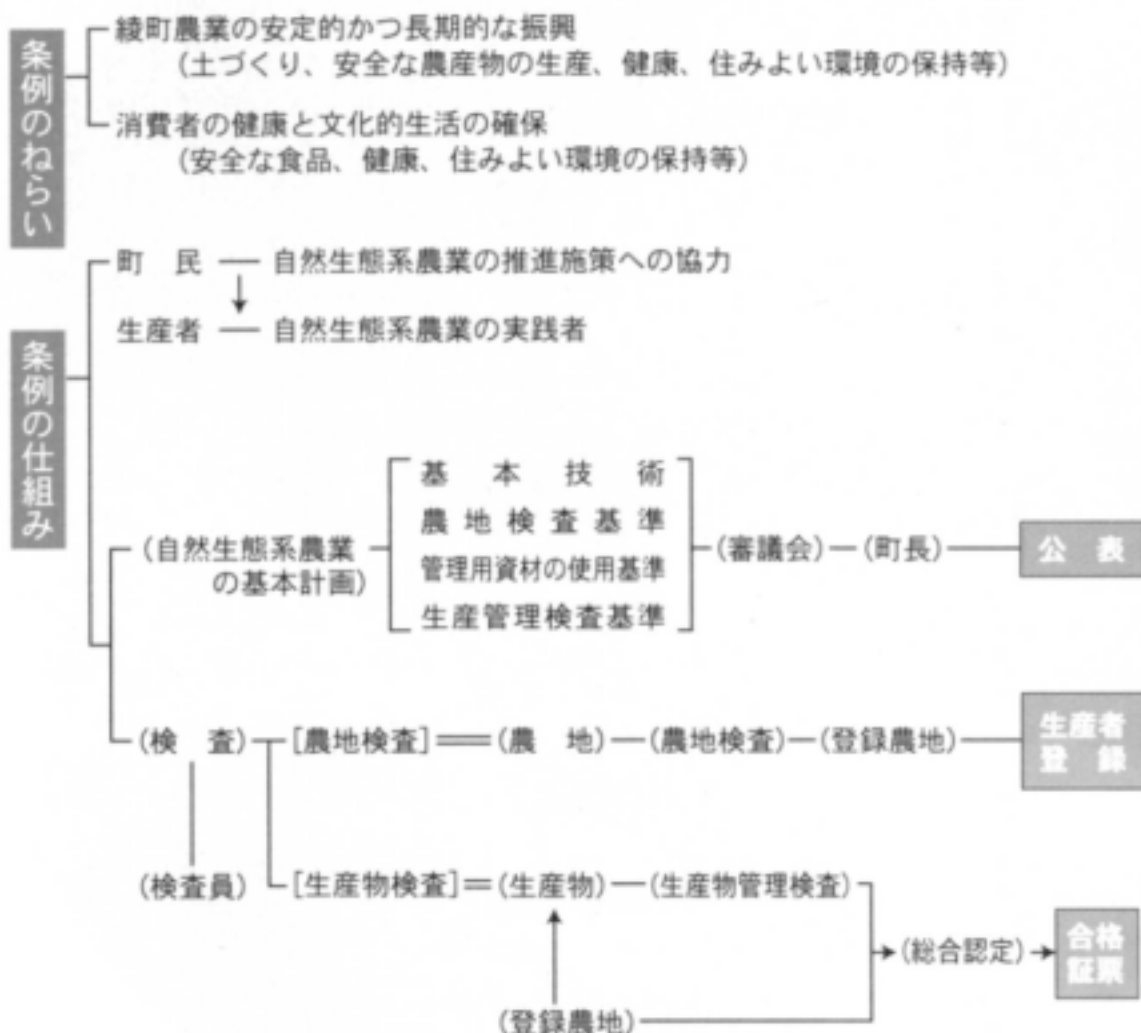 条例のねらい
綾町農業の安定的かつ長期的な振興
(土づくり、安全な農産物の生産、健康、住みよい環境の保持等)
消費者の健康と文化的生活の確保
(安全な食品、健康、住みよい環境の保持等)
条例の仕組み
町 民 自然生態系農業の推進施策への協力
生産者 自然生態系農業の実践者
(自然生態系農業
の基本計画)
基本技術
農地検査基準
管理用資材の使用基準
生産管理検査基準
(審議会) (町長) 公 表
(検 査) [農地検査] (農 地) (農地検査) (登録農地) 生産者
登 録
(検査員) [生産物検査] (生産物) (生産物管理検査)
(総合認定) 合格
証票
(登録農地)